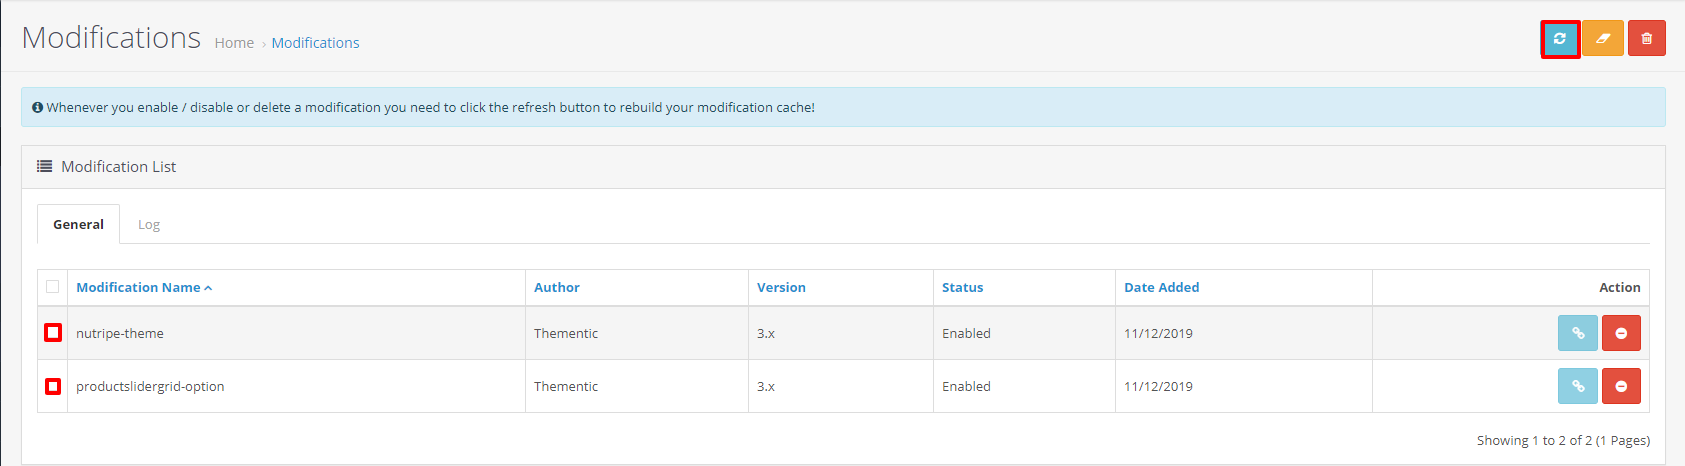 Modifications Home › Modifications
Whenever you enable / disable or delete a modification you need to click the refresh button to rebuild your modification cache!
Modification List
General Log
Modification Name Author Version Status Date Added Action
nutripe-theme Thementic 3.x Enabled 11/12/2019
productslidergrid-option Thementic 3.x Enabled 11/12/2019
Showing 1 to 2 of 2 (1 Pages)